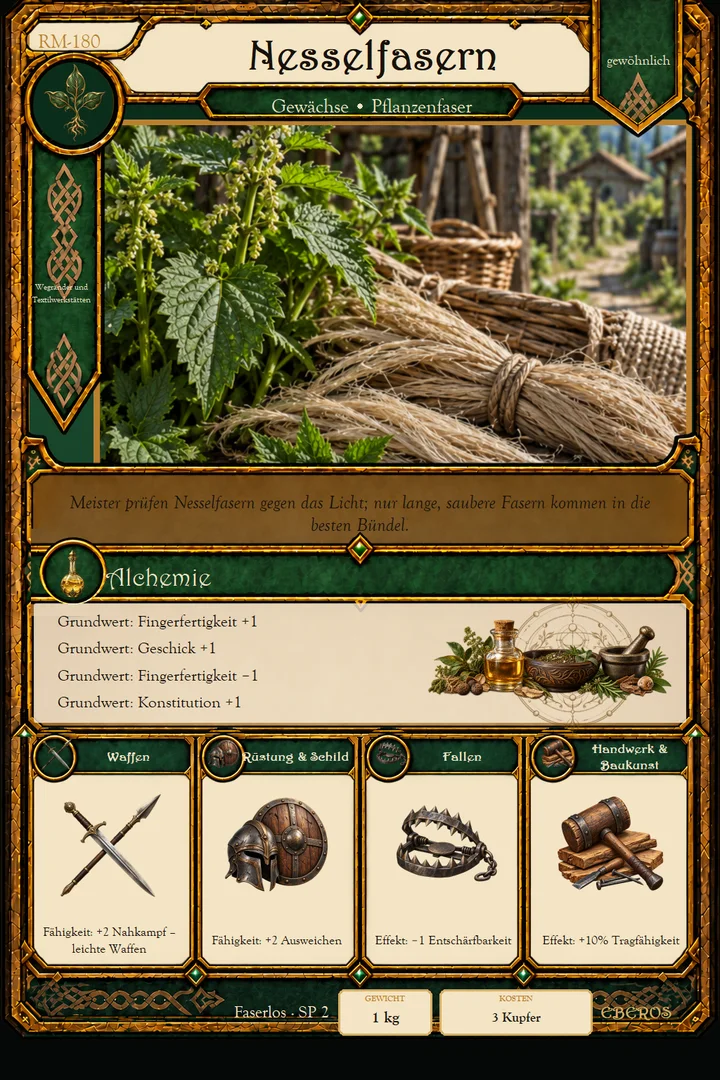 RM-180
Nesselfasern
gewöhnlich
Gewächse • Pflanzenfaser
Wegränder und
Textilwerkstätten
Meister prüfen Nesselfasern gegen das Licht; nur lange, saubere Fasern kommen in die
besten Bündel.
Alchemie
Grundwert: Fingerfertigkeit +1
Grundwert: Geschick +1
Grundwert: Fingerfertigkeit −1
Grundwert: Konstitution +1
Waffen
Fähigkeit: +2 Nahkampf –
leichte Waffen
Rüstung & Schild
Fähigkeit: +2 Ausweichen
Fallen
Effekt: −1 Entschärfbarkeit
Handwerk &
Baukunst
Effekt: +10% Tragfähigkeit
Faserlos · SP 2
GEWICHT
1 kg
KOSTEN
3 Kupfer
EBEROS